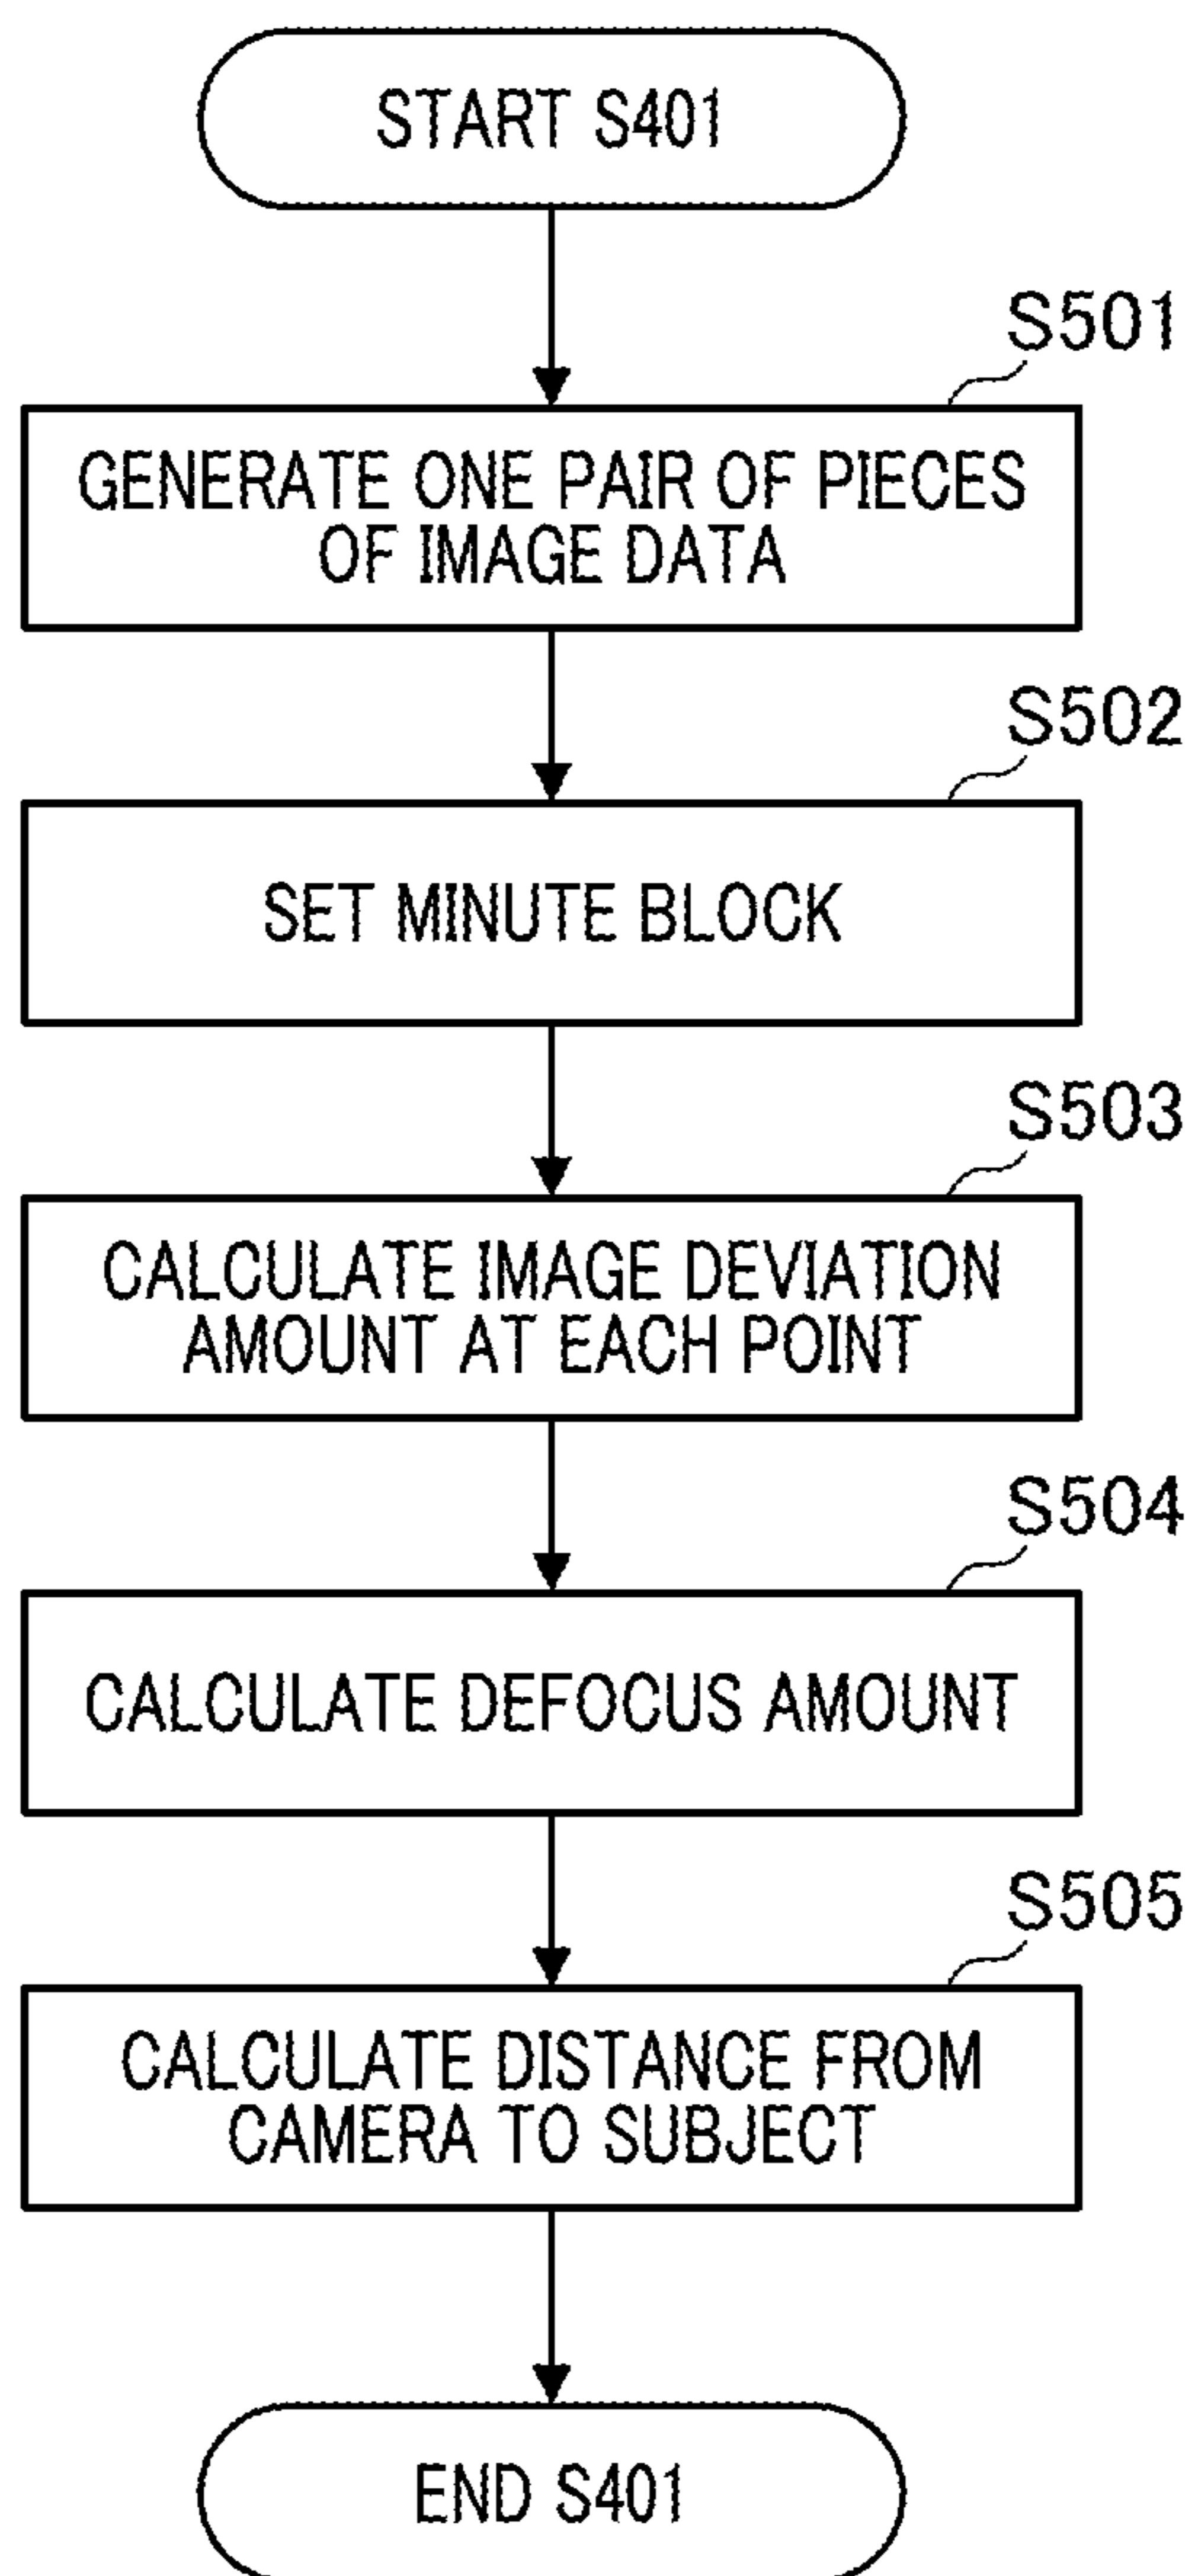 START S401
S501
GENERATE ONE PAIR OF PIECES
OF IMAGE DATA
S502
SET MINUTE BLOCK
S503
CALCULATE IMAGE DEVIATION
AMOUNT AT EACH POINT
S504
CALCULATE DEFOCUS AMOUNT
S505
CALCULATE DISTANCE FROM
CAMERA TO SUBJECT
END S401